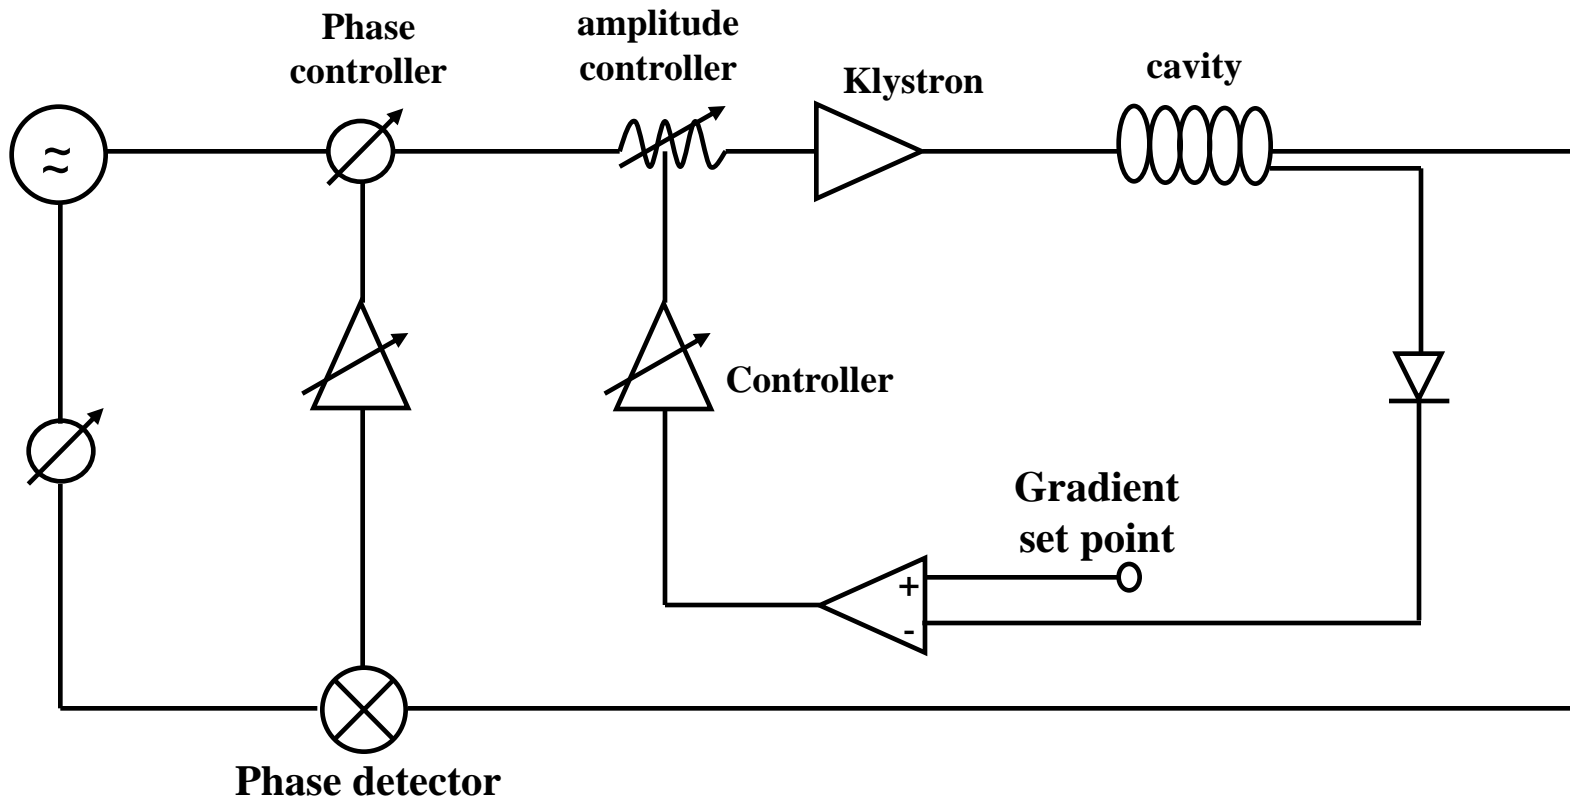 Phase
controller
amplitude
controller
Klystron
cavity
≈
Controller
Gradient
set point
+
-
Phase detector